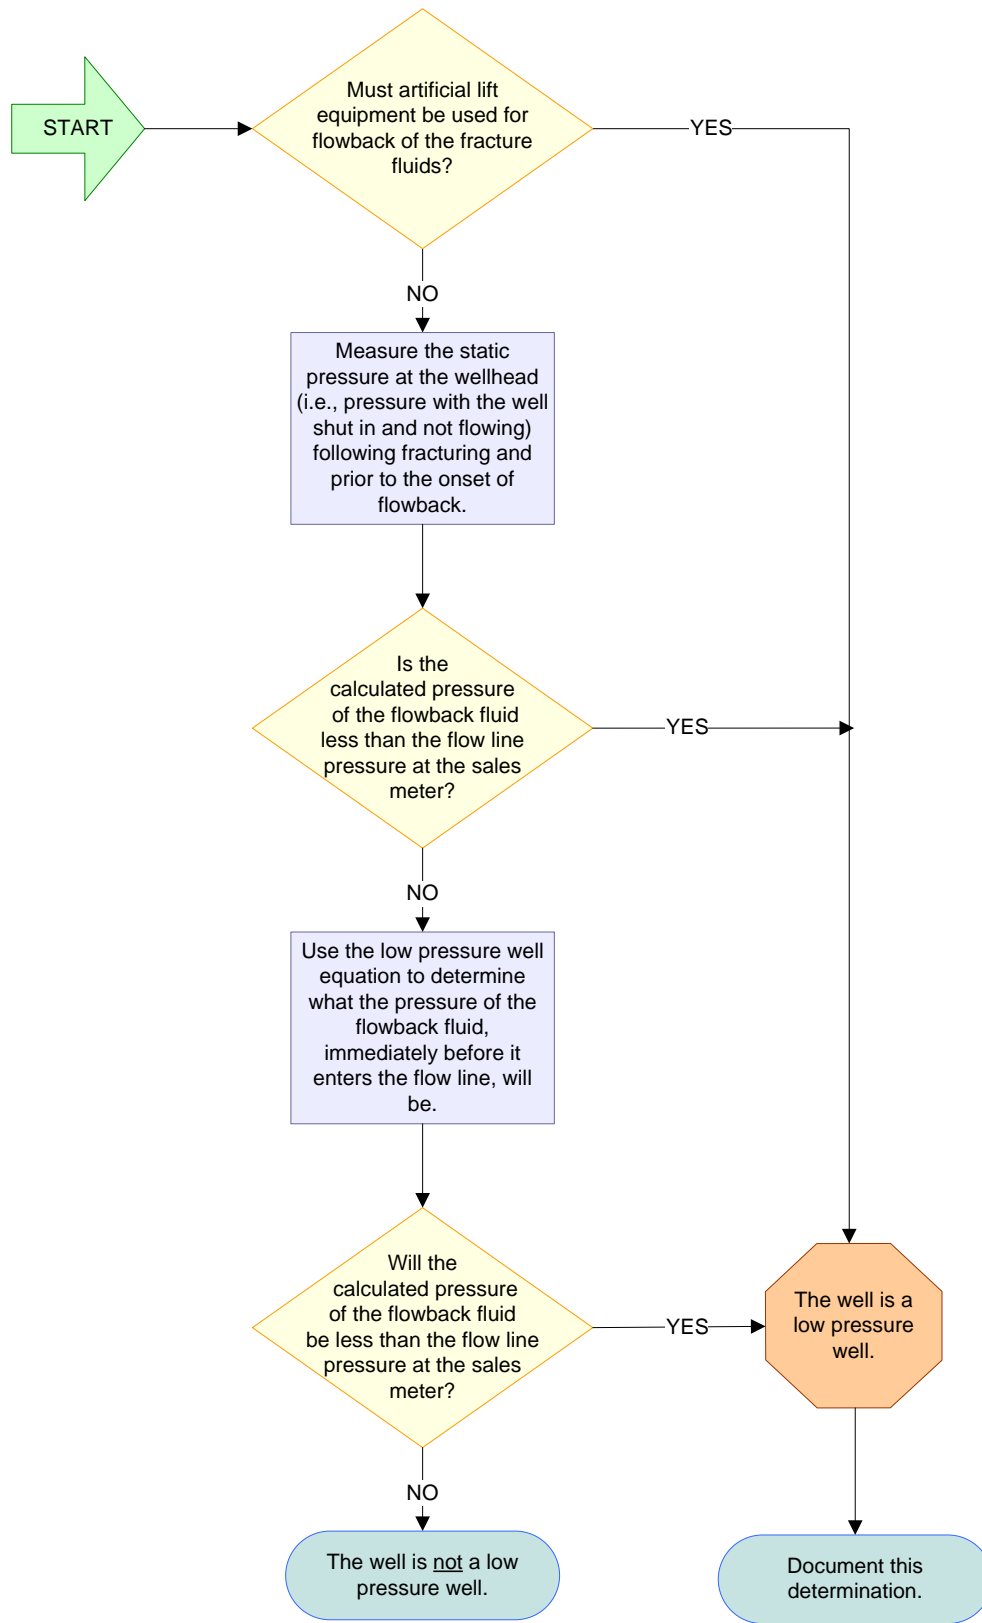 START
Must artificial lift
equipment be used for
flowback of the fracture
fluids?
YES
NO
Measure the static
pressure at the wellhead
(i.e., pressure with the well
shut in and not flowing)
following fracturing and
prior to the onset of
flowback.
Is the
calculated pressure
of the flowback fluid
less than the flow line
pressure at the sales
meter?
YES
NO
Use the low pressure well
equation to determine
what the pressure of the
flowback fluid,
immediately before it
enters the flow line, will
be.
Will the
calculated pressure
of the flowback fluid
be less than the flow line
pressure at the sales
meter?
YES
The well is a
low pressure
well.
NO
The well is not a low
pressure well.
Document this
determination.